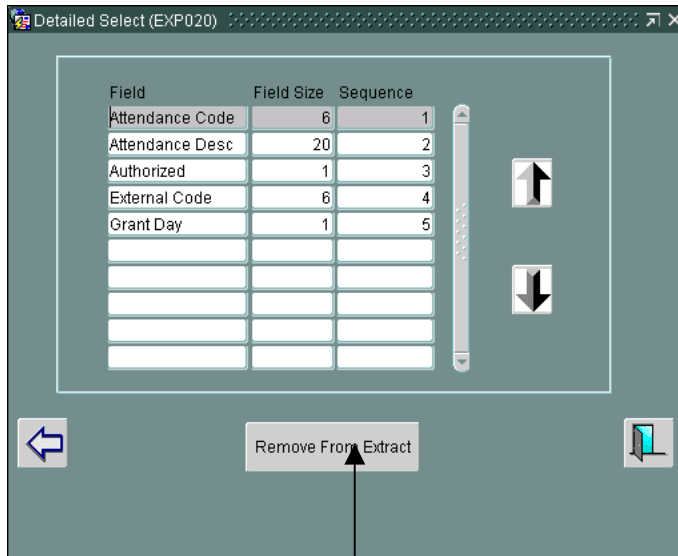 Detailed Select (EXP020)
Field Field Size Sequence
Attendance Code 6 1
Attendance Desc 20 2
Authorized 1 3
External Code 6 4
Grant Day 1 5
Remove From Extract